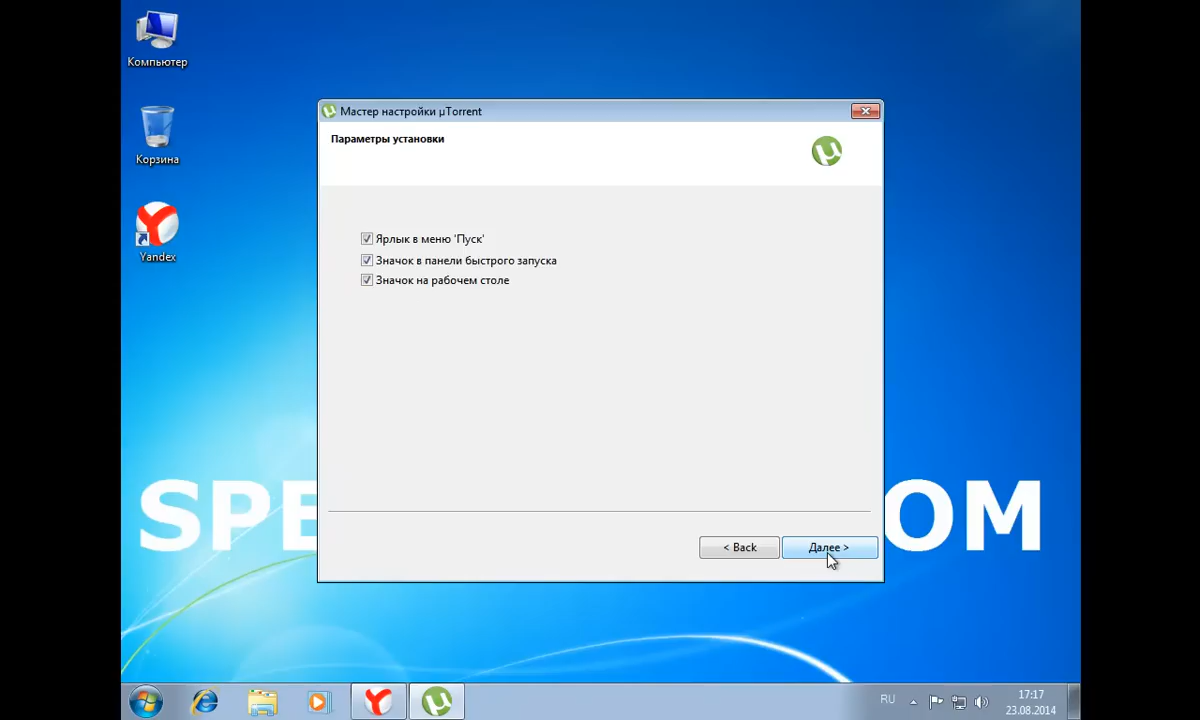 Компьютер
Корзина
Yandex
Мастер настройки µTorrent
Параметры установки
Ярлык в меню 'Пуск'
Значок в панели быстрого запуска
Значок на рабочем столе
< Back
Далее >
SPE
OM
RU
17:17
23.08.2014